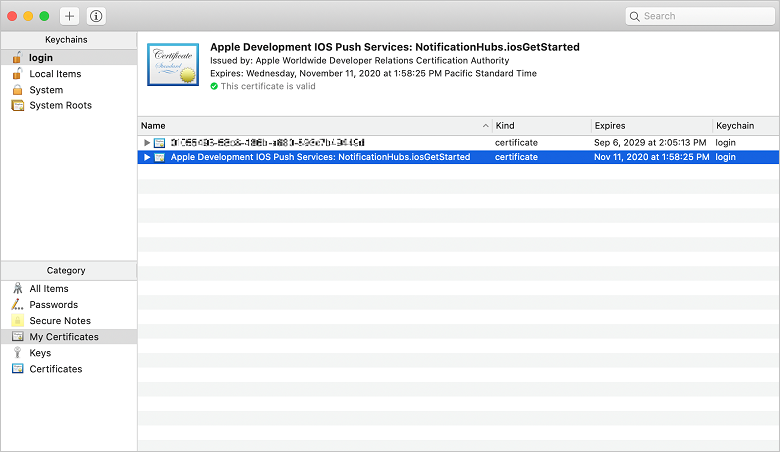 Search
Keychains
login
Local Items
System
System Roots
Certificate
Standard
Apple Development IOS Push Services: NotificationHubs.iosGetStarted
Issued by: Apple Worldwide Developer Relations Certification Authority
Expires: Wednesday, November 11, 2020 at 1:58:25 PM Pacific Standard Time
This certificate is valid
Name Kind Expires Keychain
certificate Sep 6, 2029 at 2:05:13 PM login
Apple Development IOS Push Services: NotificationHubs.iosGetStarted certificate Nov 11, 2020 at 1:58:25 PM login
Category
All Items
Passwords
Secure Notes
My Certificates
Keys
Certificates